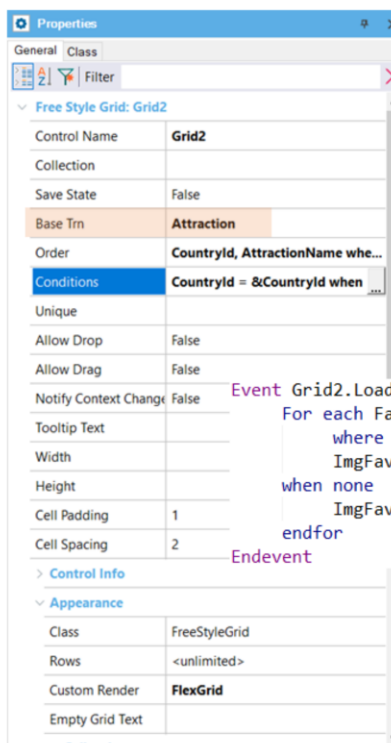 Properties
General Class
Filter
Free Style Grid: Grid2
Control Name Grid2
Collection
Save State False
Base Trn Attraction
Order CountryId, AttractionName whe...
Conditions CountryId = &CountryId when ...
Unique
Allow Drop False
Allow Drag False
Notify Context Change False
Tooltip Text
Width
Height
Cell Padding 1
Cell Spacing 2
Control Info
Appearance
Class FreeStyleGrid
Rows <unlimited>
Custom Render FlexGrid
Empty Grid Text
Event Grid2.Load
For each Fa
where
ImgFav
when none
ImgFav
endfor
Endevent